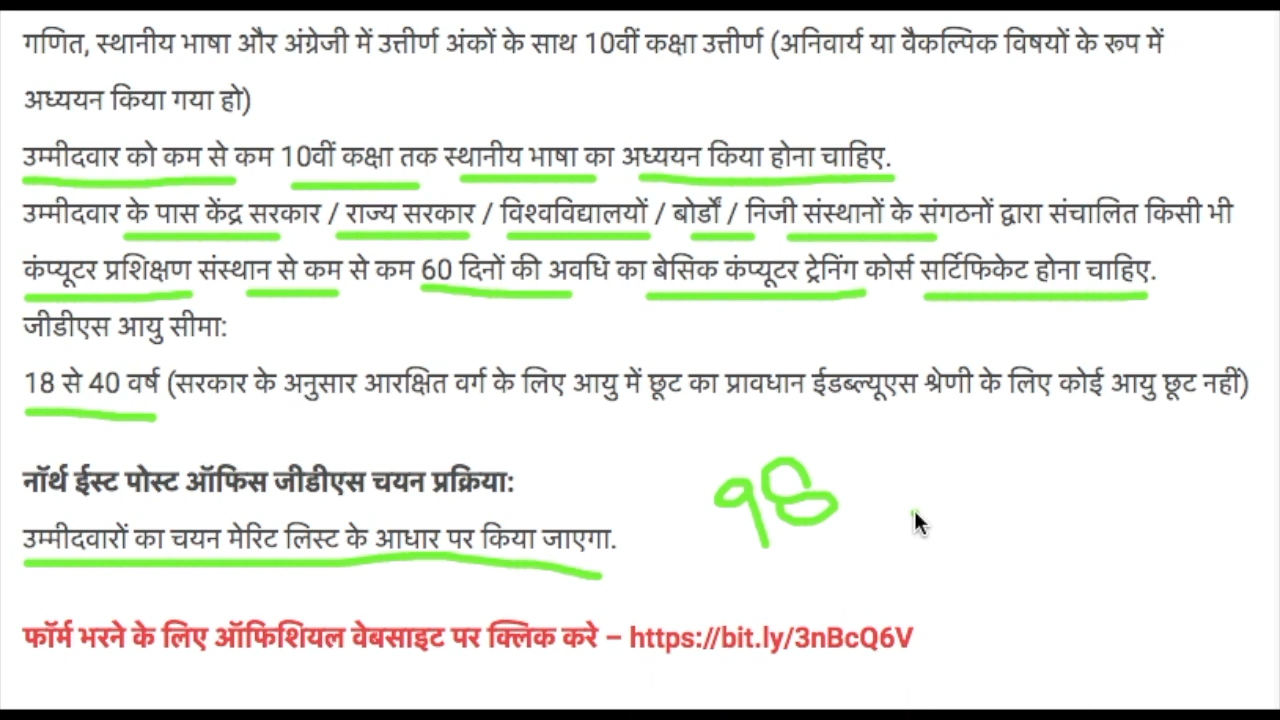 गणित, स्थानीय भाषा और अंग्रेजी में उत्तीर्ण अंकों के साथ 10वीं कक्षा उत्तीर्ण (अनिवार्य या वैकल्पिक विषयों के रूप में
अध्ययन किया गया हो)
उम्मीदवार को कम से कम 10वीं कक्षा तक स्थानीय भाषा का अध्ययन किया होना चाहिए.
उम्मीदवार के पास केंद्र सरकार / राज्य सरकार / विश्वविद्यालयों / बोर्डों / निजी संस्थानों के संगठनों द्वारा संचालित किसी भी
कंप्यूटर प्रशिक्षण संस्थान से कम से कम 60 दिनों की अवधि का बेसिक कंप्यूटर ट्रेनिंग कोर्स सर्टिफिकेट होना चाहिए.
जीडीएस आयु सीमा:
18 से 40 वर्ष (सरकार के अनुसार आरक्षित वर्ग के लिए आयु में छूट का प्रावधान ईडब्ल्यूएस श्रेणी के लिए कोई आयु छूट नहीं)
नॉर्थ ईस्ट पोस्ट ऑफिस जीडीएस चयन प्रक्रिया:
98
उम्मीदवारों का चयन मेरिट लिस्ट के आधार पर किया जाएगा.
फॉर्म भरने के लिए ऑफिशियल वेबसाइट पर क्लिक करे – https://bit.ly/3nBcQ6V